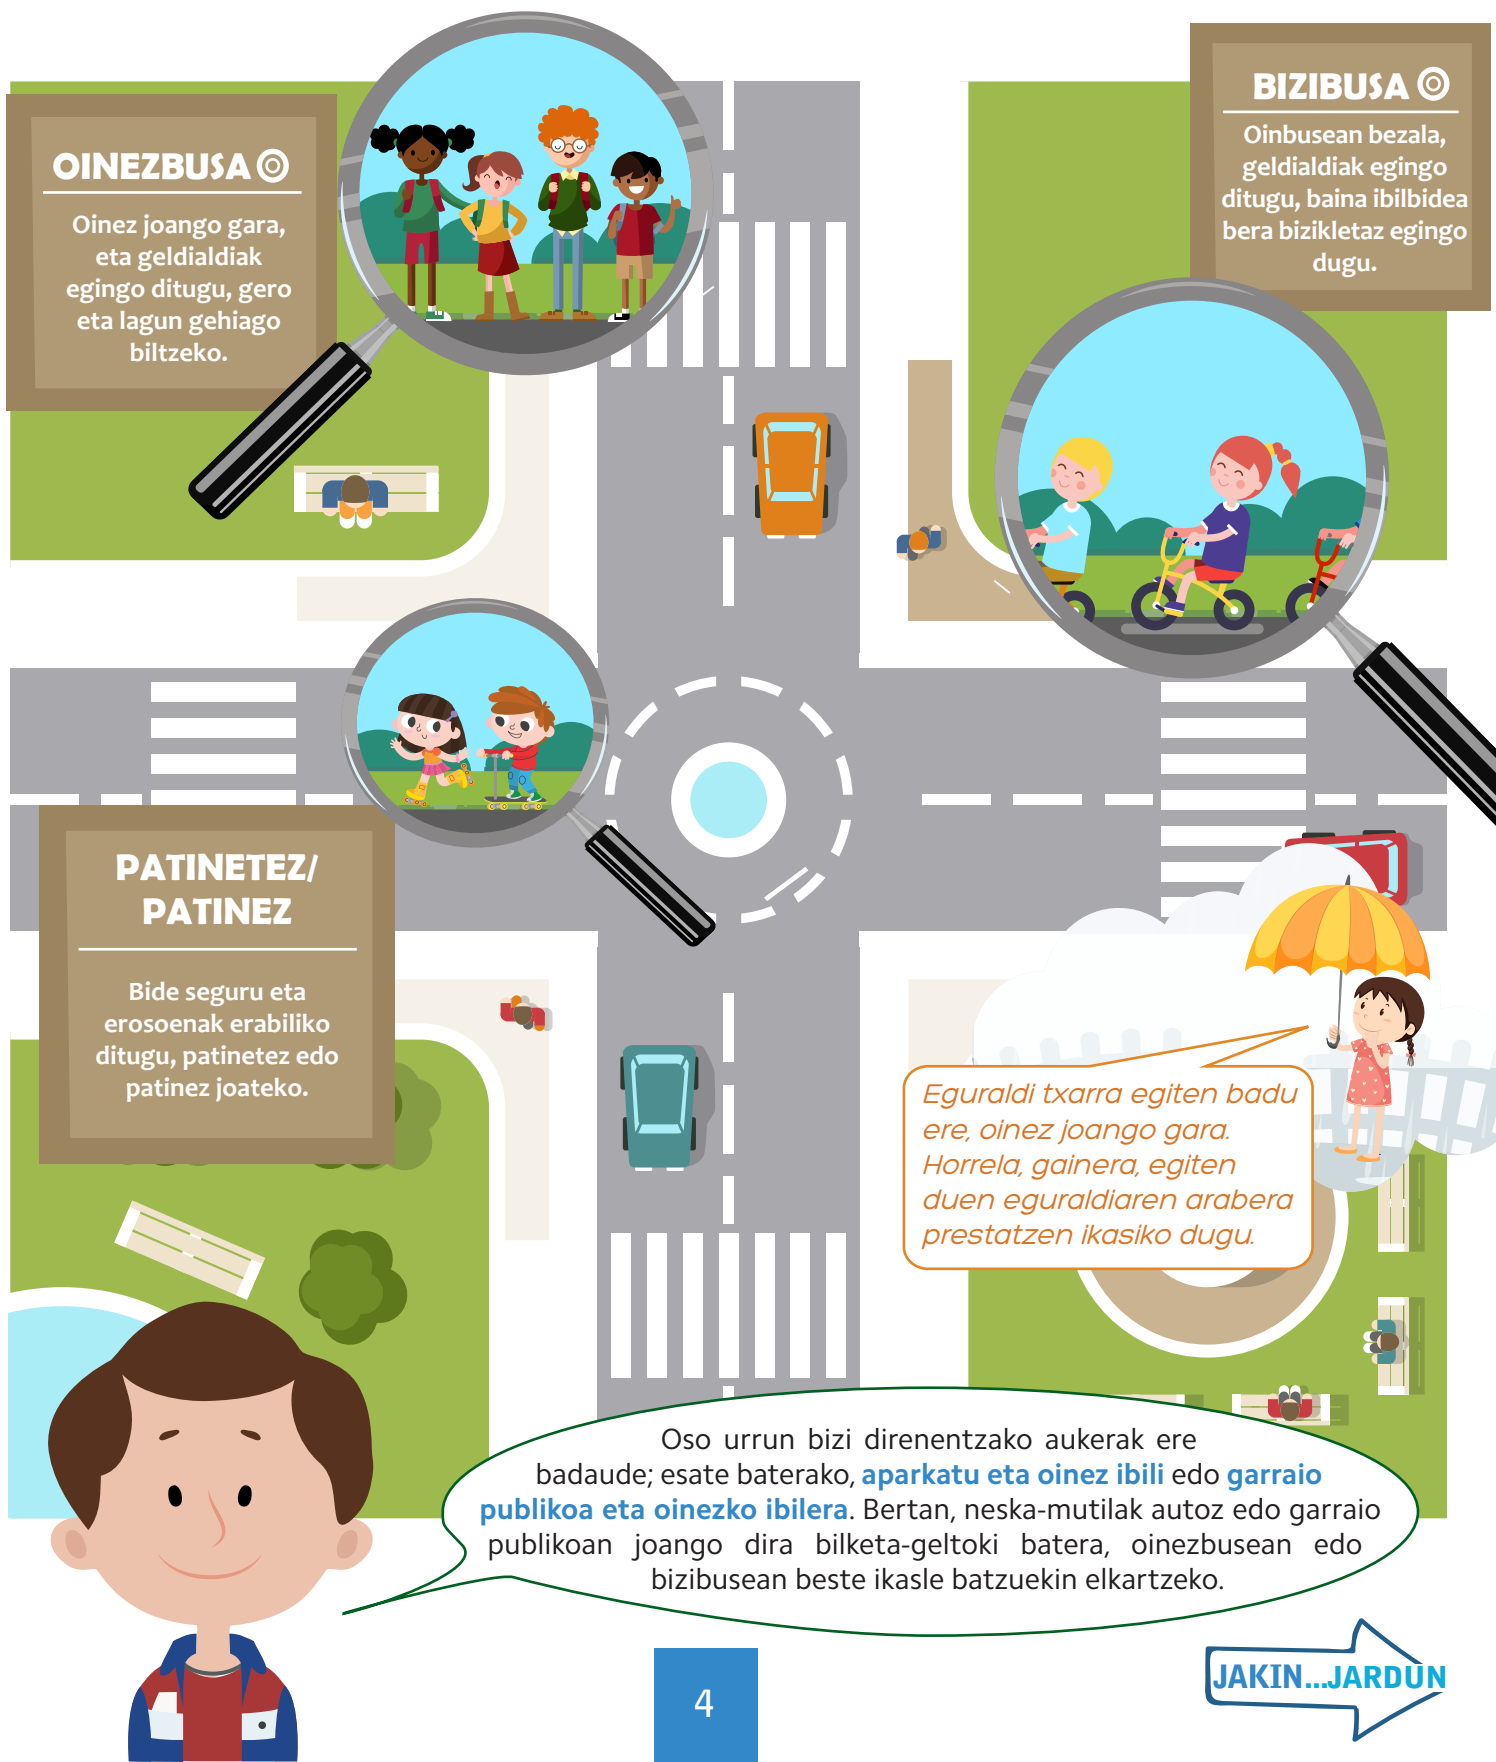 OINEZBUSA
Oinez joango gara,
eta geldialdiak
egingo ditugu, gero
eta lagun gehiago
biltzeko.
BIZIBUSA
Oinbusean bezala,
geldialdiak egingo
ditugu, baina ibilbidea
bera bizikletaz egingo
dugu.
PATINETEZ/
PATINEZ
Bide seguru eta
erosoenak erabiliko
ditugu, patinetez edo
patinez joateko.
Eguraldi txarra egiten badu
ere, oinez joango gara.
Horrela, gainera, egiten
duen eguraldiaren arabera
prestatzen ikasiko dugu.
Oso urrun bizi direnentzako aukerak ere
badaude; esate baterako, aparkatu eta oinez ibili edo garraio
publikoa eta oinezko ibilera. Bertan, neska-mutilak autoz edo garraio
publikoan joango dira bilketa-geltoki batera, oinezbusean edo
bizibusean beste ikasle batzuekin elkartzeko.
4
JAKIN...JARDUN